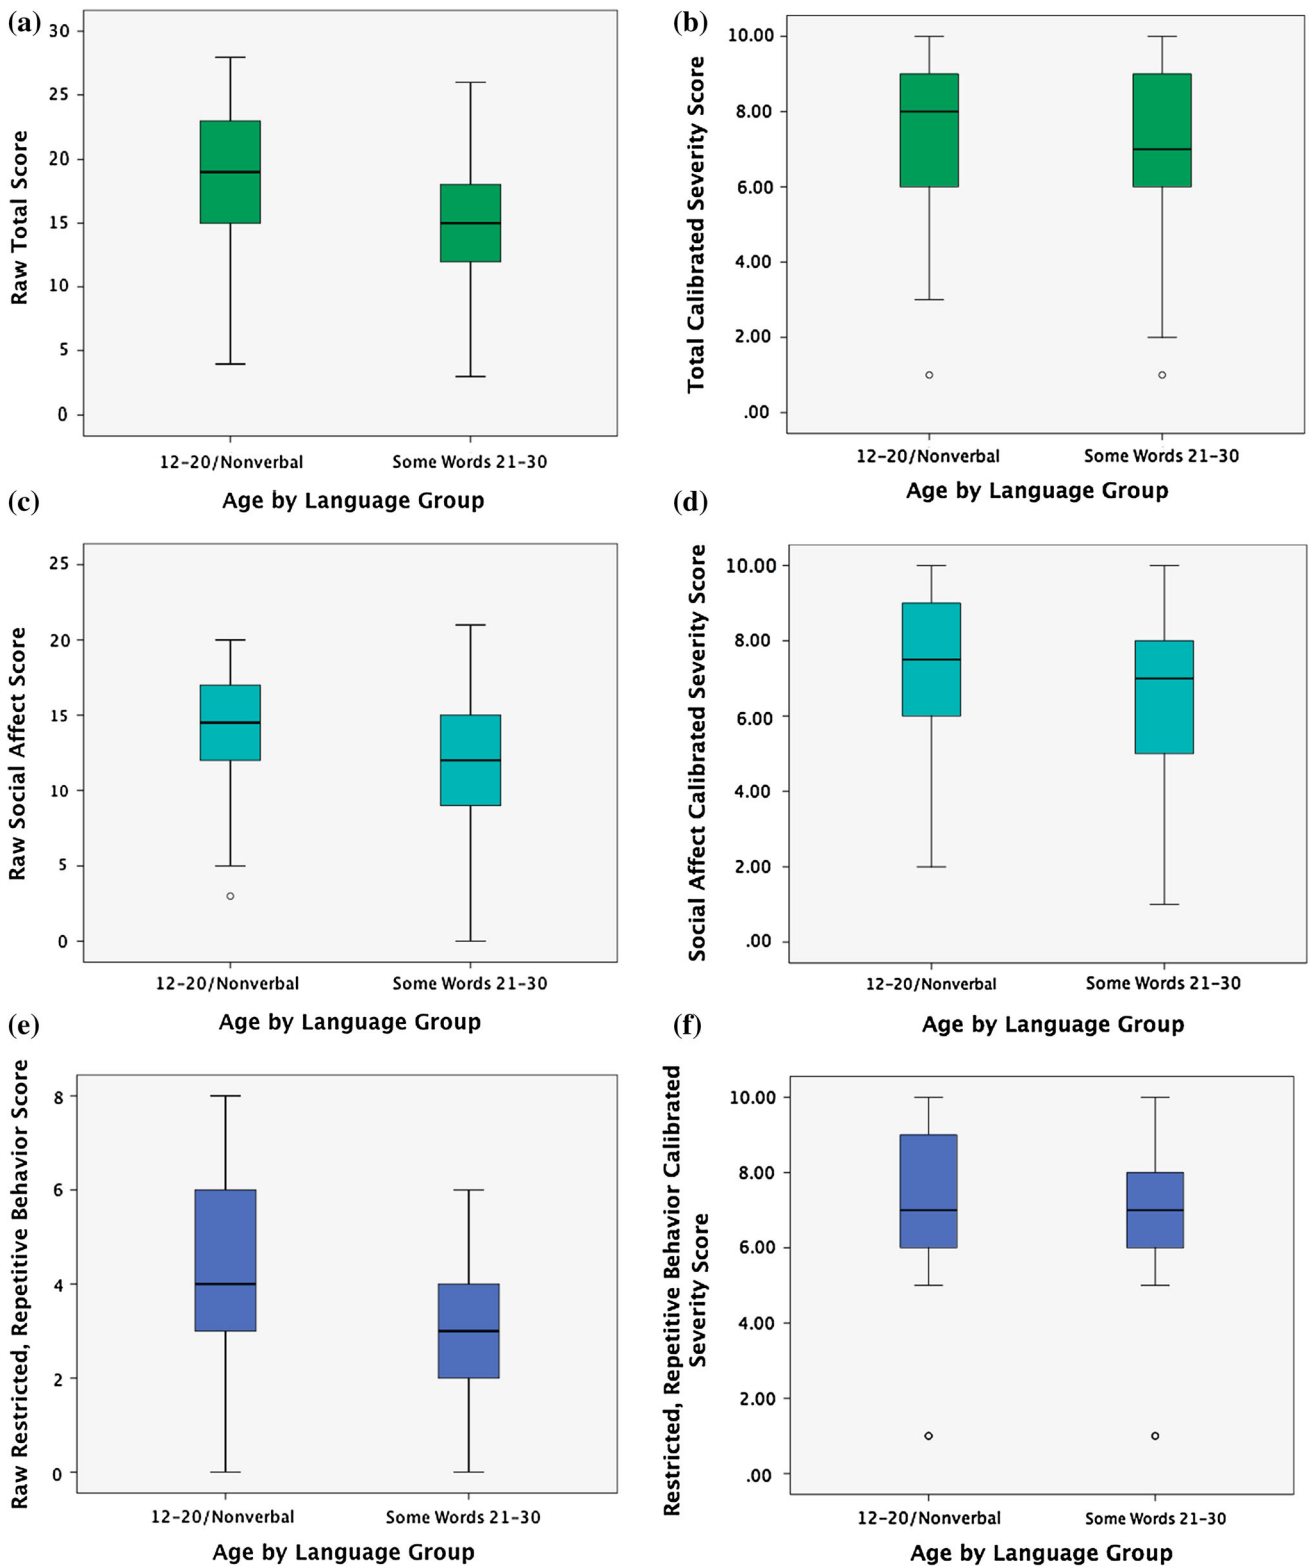 (a)
Raw Total Score
30
25
20
15
10
5
0
12-20/Nonverbal
Some Words 21-30
Age by Language Group
(b)
Total Calibrated Severity Score
10.00
8.00
6.00
4.00
2.00
.00
12-20/Nonverbal
Some Words 21-30
Age by Language Group
(c)
Raw Social Affect Score
25
20
15
10
5
0
12-20/Nonverbal
Some Words 21-30
Age by Language Group
(d)
Social Affect Calibrated Severity Score
10.00
8.00
6.00
4.00
2.00
.00
12-20/Nonverbal
Some Words 21-30
Age by Language Group
(e)
Raw Restricted, Repetitive Behavior Score
8
6
4
2
0
12-20/Nonverbal
Some Words 21-30
Age by Language Group
(f)
Restricted, Repetitive Behavior Calibrated
Severity Score
10.00
8.00
6.00
4.00
2.00
.00
12-20/Nonverbal
Some Words 21-30
Age by Language Group